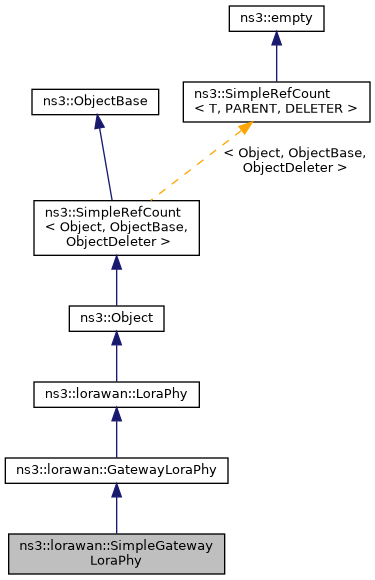 ns3::empty
ns3::SimpleRefCount
< T, PARENT, DELETER >
ns3::ObjectBase
< Object, ObjectBase,
ObjectDeleter >
ns3::SimpleRefCount
< Object, ObjectBase,
ObjectDeleter >
ns3::Object
ns3::lorawan::LoraPhy
ns3::lorawan::GatewayLoraPhy
ns3::lorawan::SimpleGateway
LoraPhy